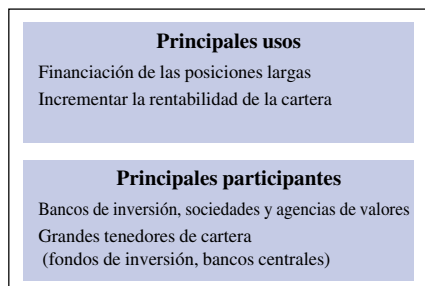 Principales usos
Financiación de las posiciones largas
Incrementar la rentabilidad de la cartera
Principales participantes
Bancos de inversión, sociedades y agencias de valores
Grandes tenedores de cartera
(fondos de inversión, bancos centrales)